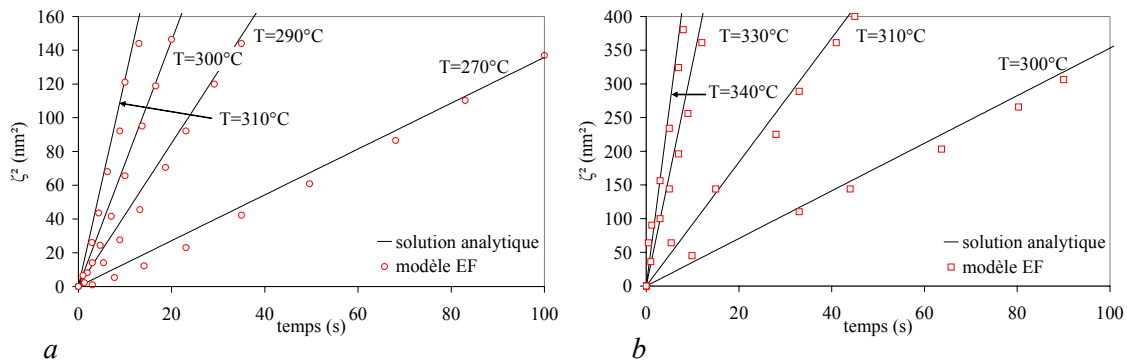 160
140
120
100
80
60
40
20
0
ζ² (nm²)
0 20 40 60 80 100
temps (s)
T=290°C
T=300°C
T=270°C
T=310°C
solution analytique
modèle EF
a
400
350
300
250
200
150
100
50
0
ζ² (nm²)
0 20 40 60 80 100
temps (s)
T=330°C
T=310°C
T=300°C
T=340°C
solution analytique
modèle EF
b